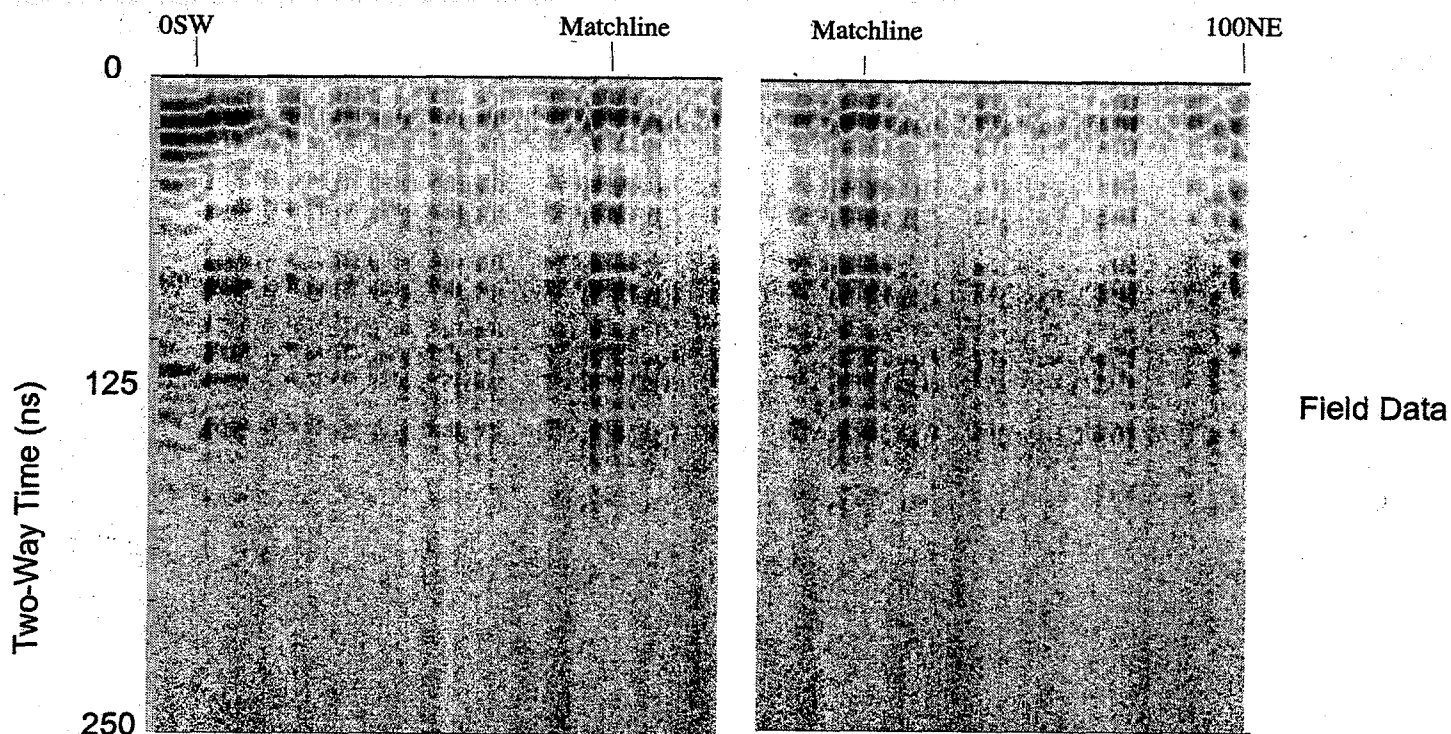 0SW
Matchline
Matchline
100NE
0
125
250
Two-Way Time (ns)
Field Data